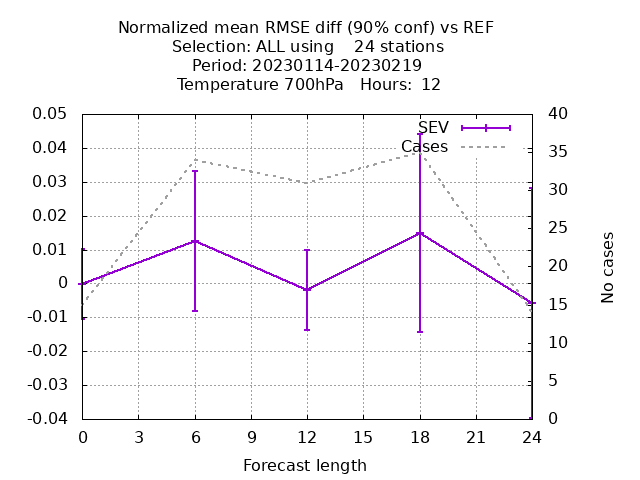 Normalized mean RMSE diff (90% conf) vs REF
Selection: ALL using    24 stations
Period: 20230114-20230219
Temperature 700hPa   Hours:  12
SEV
Cases
0.05
0.04
0.03
0.02
0.01
0
-0.01
-0.02
-0.03
-0.04
40
35
30
25
20
15
10
5
0
No cases
0 3 6 9 12 15 18 21 24
Forecast length